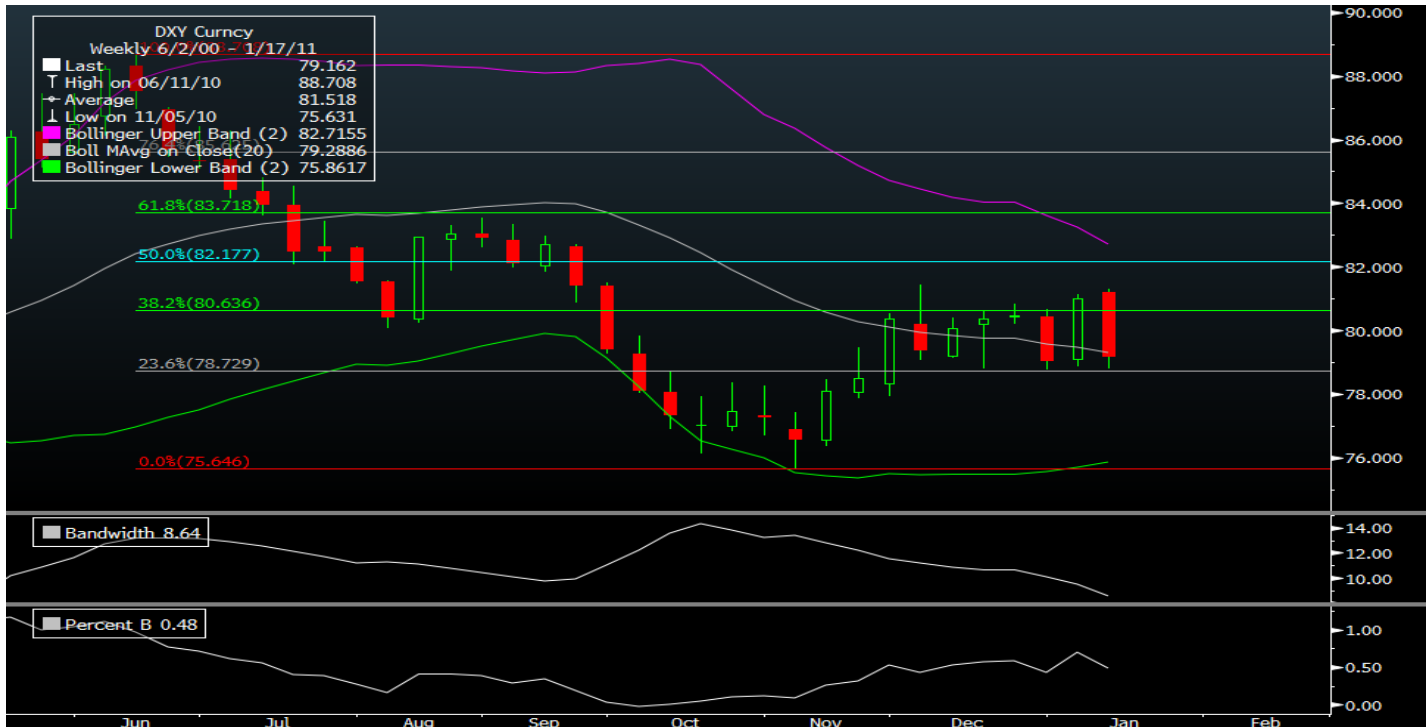 DXY Curncy
Weekly 6/2/00 - 1/17/11
Last 79.162
High on 06/11/10 88.708
Average 81.518
Low on 11/05/10 75.631
Bollinger Upper Band (2) 82.7155
Boll MAvg on Close(20) 79.2886
Bollinger Lower Band (2) 75.8617
76.4%(85.625)
61.8%(83.718)
50.0%(82.177)
38.2%(80.636)
23.6%(78.729)
0.0%(75.646)
90.000
88.000
86.000
84.000
82.000
80.000
78.000
76.000
Bandwidth 8.64
14.00
12.00
10.00
Percent B 0.48
1.00
0.50
0.00
Jun Jul Aug Sep Oct Nov Dec Jan Feb